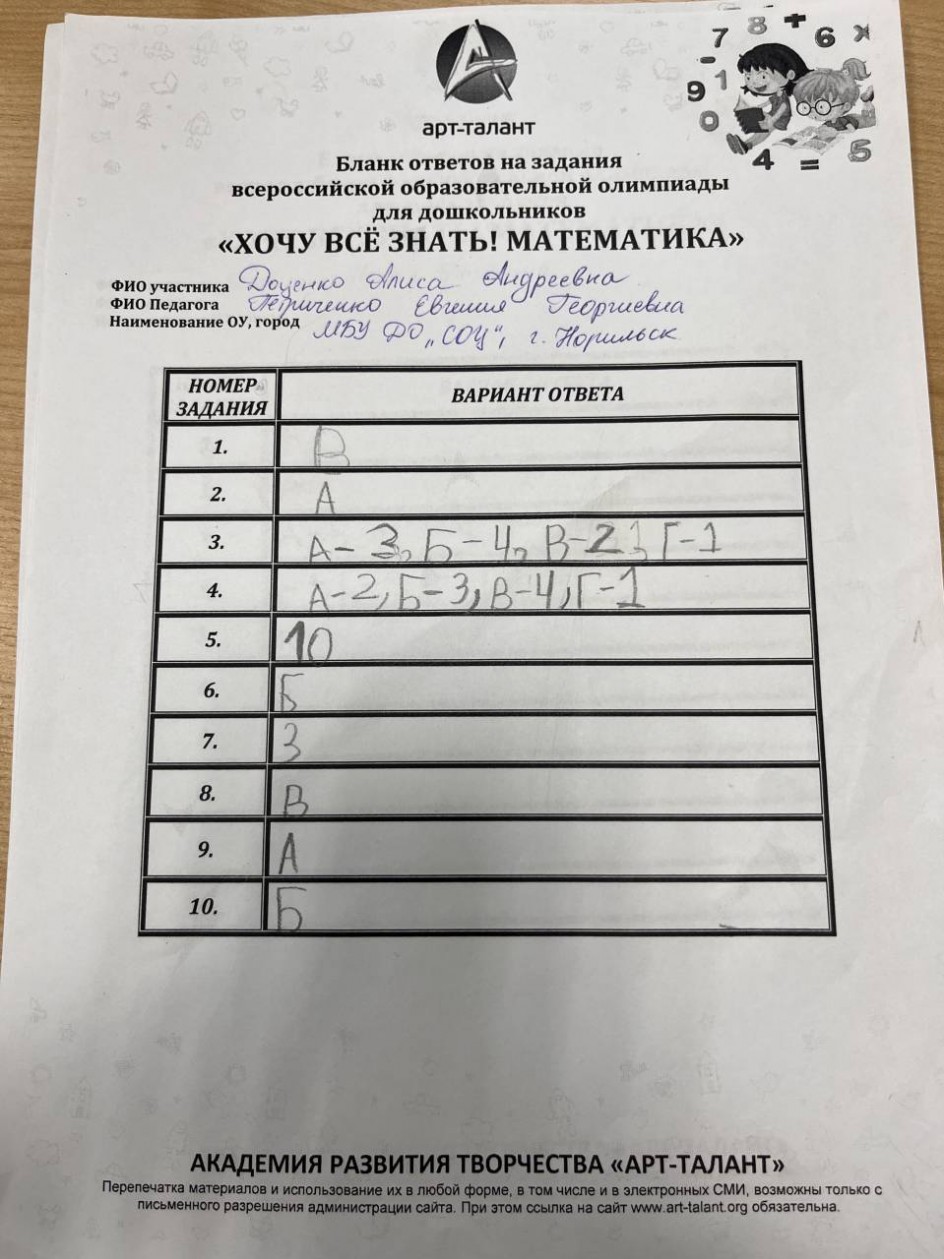 арт-талант
7 8 + 6 x
- 9 1
0
4 = 5
Бланк ответов на задания
всероссийской образовательной олимпиады
для дошкольников
«ХОЧУ ВСЁ ЗНАТЬ! МАТЕМАТИКА»
ФИО участника Доценко Алиса Андреевна
ФИО Педагога Петриченко Евгения Георгиевна
Наименование ОУ, город МБУ ДО „СОЦ", г. Норильск
НОМЕР ЗАДАНИЯ ВАРИАНТ ОТВЕТА
1. В
2. А
3. А-3, Б-4, В-2, Г-1
4. А-2, Б-3, В-4, Г-1
5. 10
6. Б
7. 3
8. В
9. А
10. Б
АКАДЕМИЯ РАЗВИТИЯ ТВОРЧЕСТВА «АРТ-ТАЛАНТ»
Перепечатка материалов и использование их в любой форме, в том числе и в электронных СМИ, возможны только с
письменного разрешения администрации сайта. При этом ссылка на сайт www.art-talant.org обязательна.